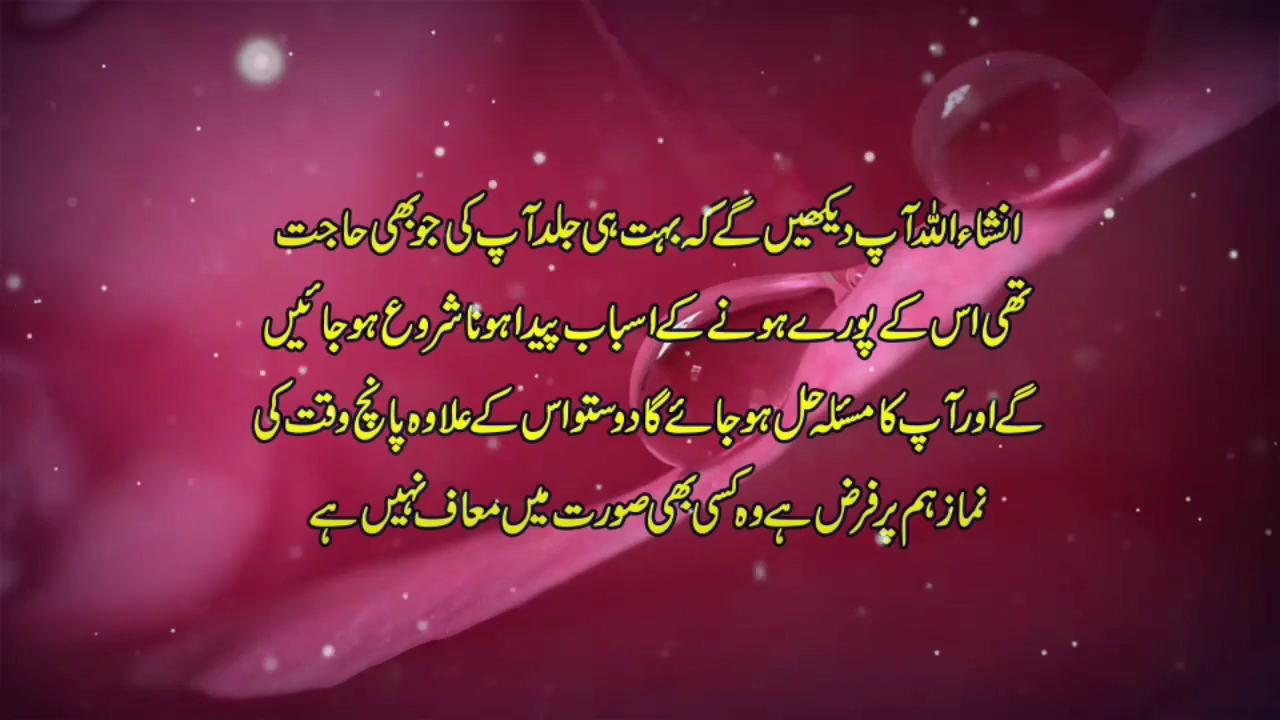 انشاء اللہ آپ دیکھیں گے کہ بہت ہی جلد آپ کی جو بھی حاجت
تھی اس کے پورے ہونے کے اسباب پیدا ہونا شروع ہو جائیں
گے اور آپ کا مسئلہ حل ہو جائے گا دوستو اس کے علاوہ پانچ وقت کی
نماز ہم پر فرض ہے وہ کسی بھی صورت میں معاف نہیں ہے